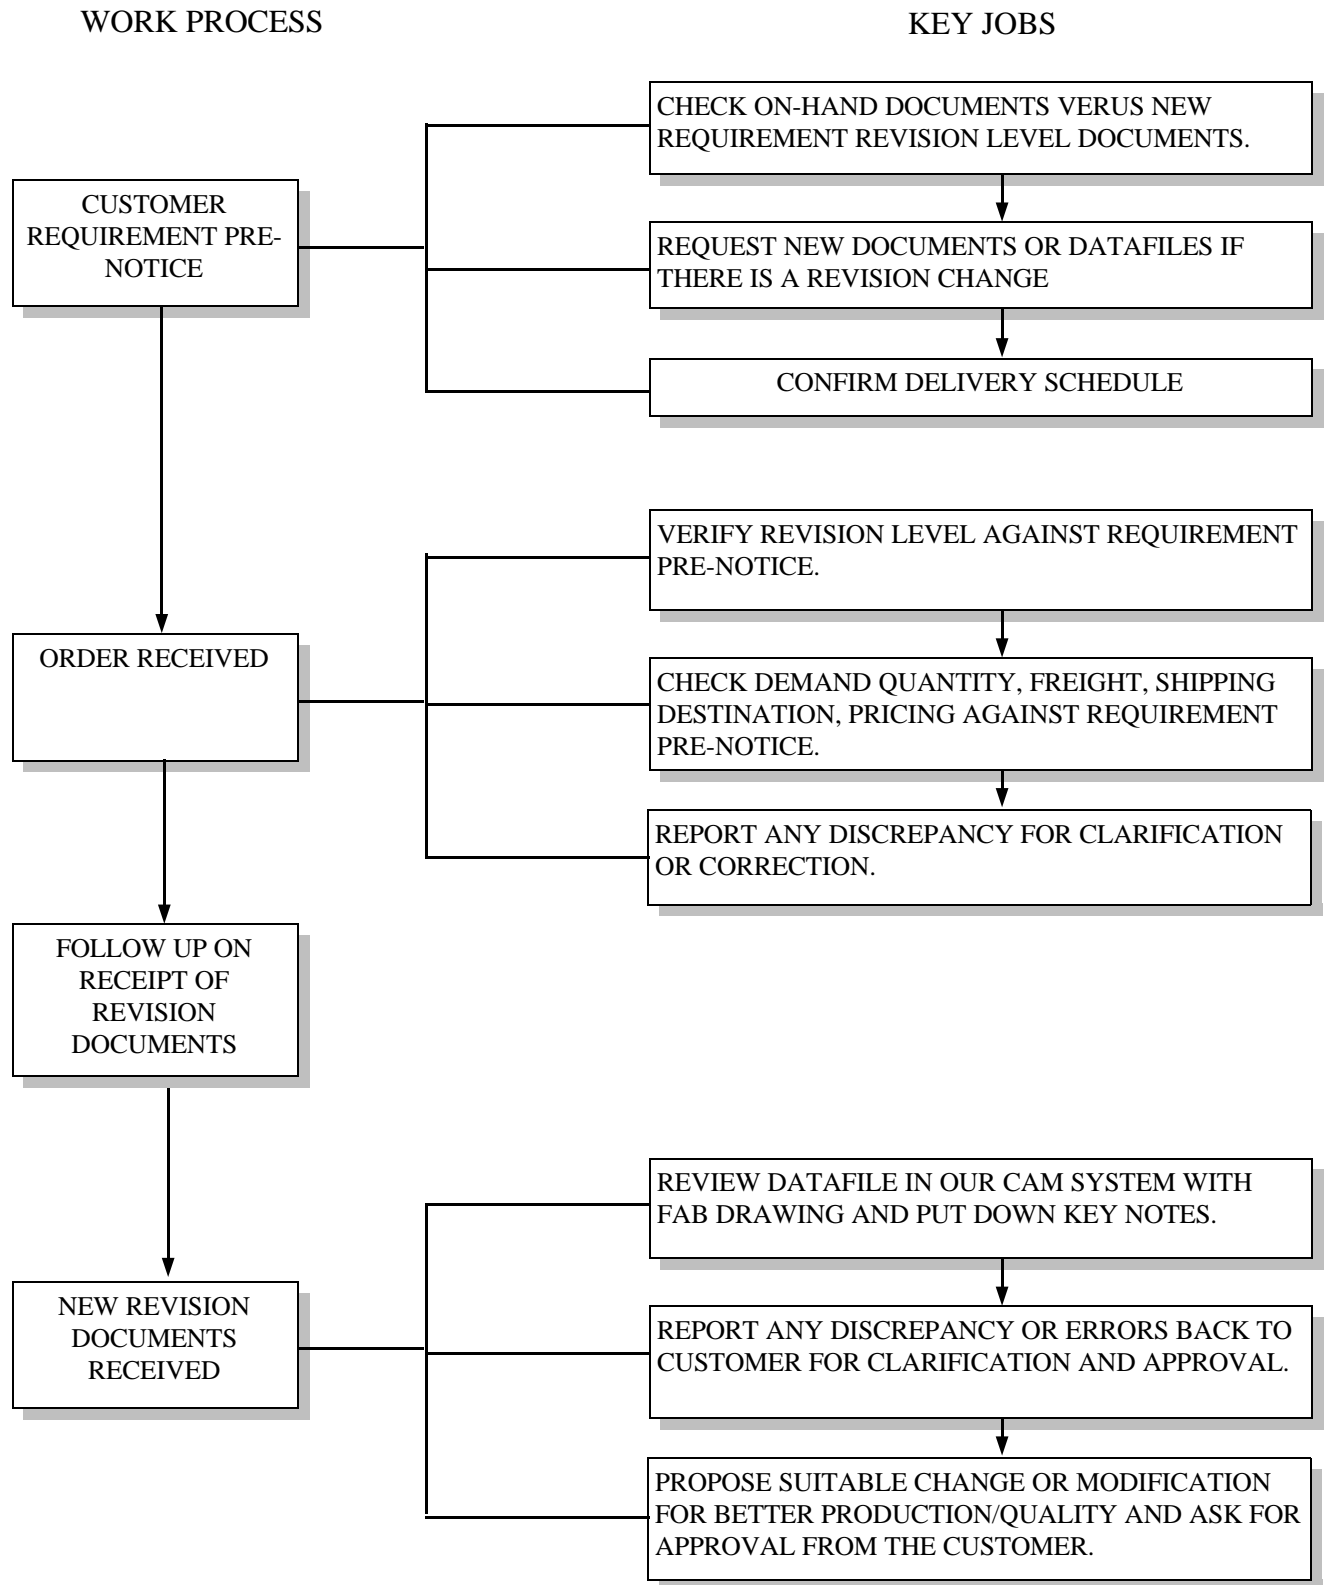 WORK PROCESS
KEY JOBS
CHECK ON-HAND DOCUMENTS VERUS NEW
REQUIREMENT REVISION LEVEL DOCUMENTS.
CUSTOMER
REQUIREMENT PRE-
NOTICE
REQUEST NEW DOCUMENTS OR DATAFILES IF
THERE IS A REVISION CHANGE
CONFIRM DELIVERY SCHEDULE
VERIFY REVISION LEVEL AGAINST REQUIREMENT
PRE-NOTICE.
ORDER RECEIVED
CHECK DEMAND QUANTITY, FREIGHT, SHIPPING
DESTINATION, PRICING AGAINST REQUIREMENT
PRE-NOTICE.
REPORT ANY DISCREPANCY FOR CLARIFICATION
OR CORRECTION.
FOLLOW UP ON
RECEIPT OF
REVISION
DOCUMENTS
REVIEW DATAFILE IN OUR CAM SYSTEM WITH
FAB DRAWING AND PUT DOWN KEY NOTES.
NEW REVISION
DOCUMENTS
RECEIVED
REPORT ANY DISCREPANCY OR ERRORS BACK TO
CUSTOMER FOR CLARIFICATION AND APPROVAL.
PROPOSE SUITABLE CHANGE OR MODIFICATION
FOR BETTER PRODUCTION/QUALITY AND ASK FOR
APPROVAL FROM THE CUSTOMER.